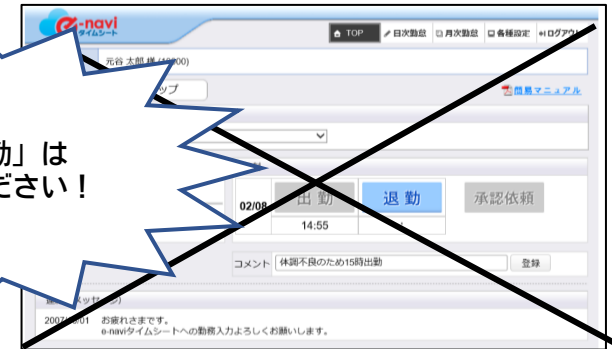 e-navi
タイムシート
TOP
日次勤怠
月次勤怠
各種設定
ログアウト
元谷 太郎 様
00)
ップ
簡易マニュアル
勤」は
ださい！
02/08
出 勤
退 勤
承認依頼
14:55
コメント
体調不良のため15時出勤
登録
お疲れさまです。
e-naviタイムシートへの勤務入力よろしくお願いします。